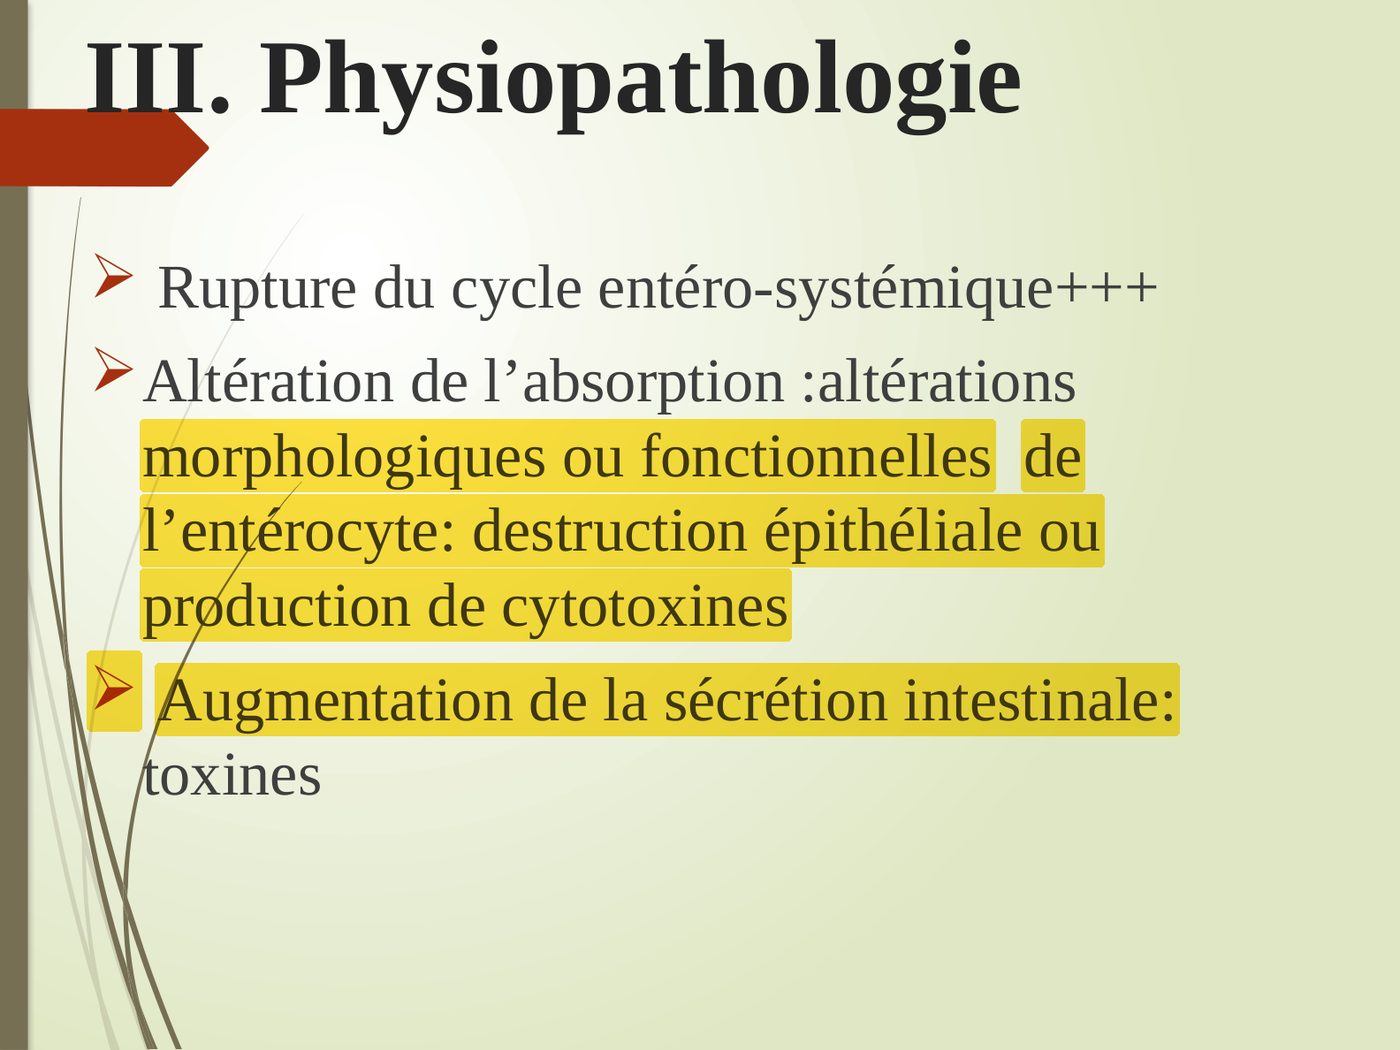 III. Physiopathologie
Rupture du cycle entéro-systémique+++
Altération de l’absorption :altérations
morphologiques ou fonctionnelles de
l’entérocyte: destruction épithéliale ou
production de cytotoxines
Augmentation de la sécrétion intestinale:
toxines